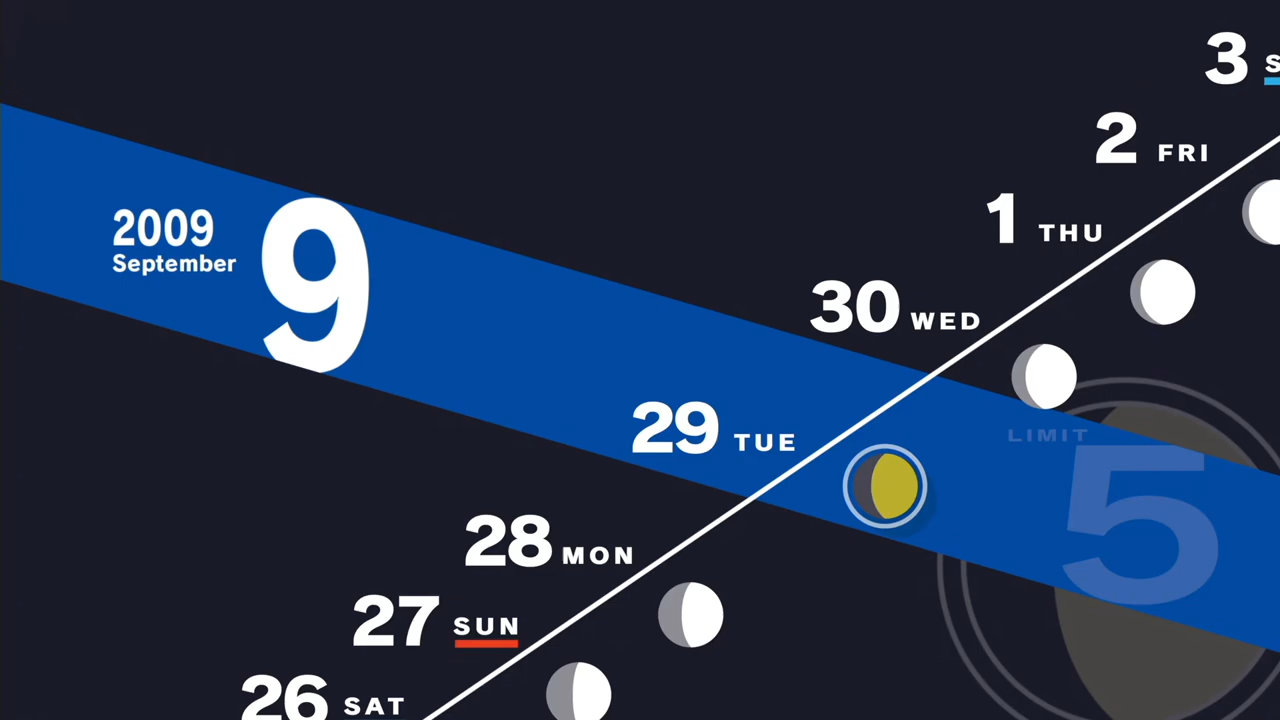 3
2 FRI
1 THU
2009
September
9
30 WED
29 TUE
LIMIT
5
28 MON
27 SUN
26 SAT